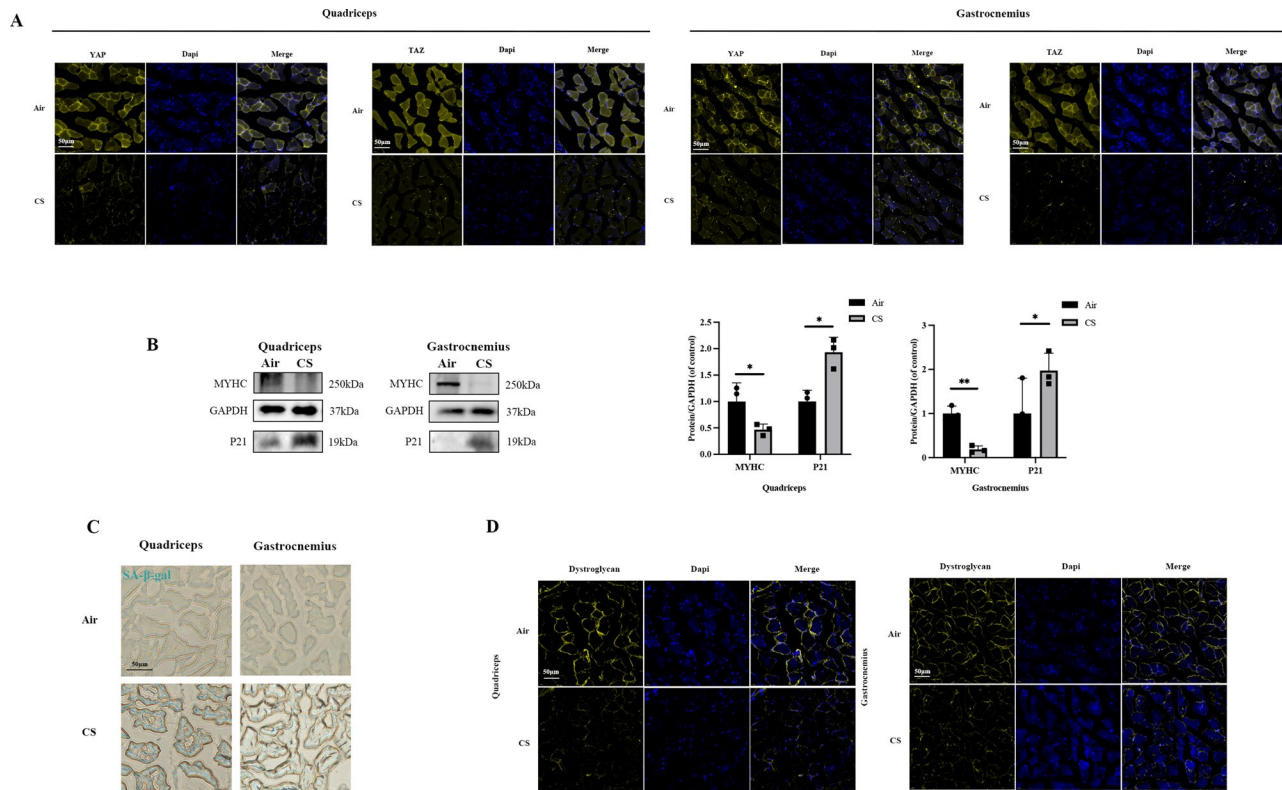 A
Quadriceps
Gastrocnemius
YAP Dapi Merge
TAZ Dapi Merge
YAP Dapi Merge
TAZ Dapi Merge
Air
50μm
Air
50μm
Air
50μm
Air
50μm
CS
CS
CS
CS
B
Quadriceps
Air CS
MYHC 250kDa
GAPDH 37kDa
P21 19kDa
Gastrocnemius
Air CS
MYHC 250kDa
GAPDH 37kDa
P21 19kDa
Protein/GAPDH (of control)
2.5
2.0
1.5
1.0
0.5
0.0
*
*
Air
CS
MYHC P21
Quadriceps
Protein/GAPDH (of control)
3
2
1
0
**
*
Air
CS
MYHC P21
Gastrocnemius
C
Quadriceps Gastrocnemius
SA-β-gal
Air
50μm
CS
D
Quadriceps
Dystroglycan Dapi Merge
Air
50μm
CS
Gastrocnemius
Dystroglycan Dapi Merge
Air
50μm
CS